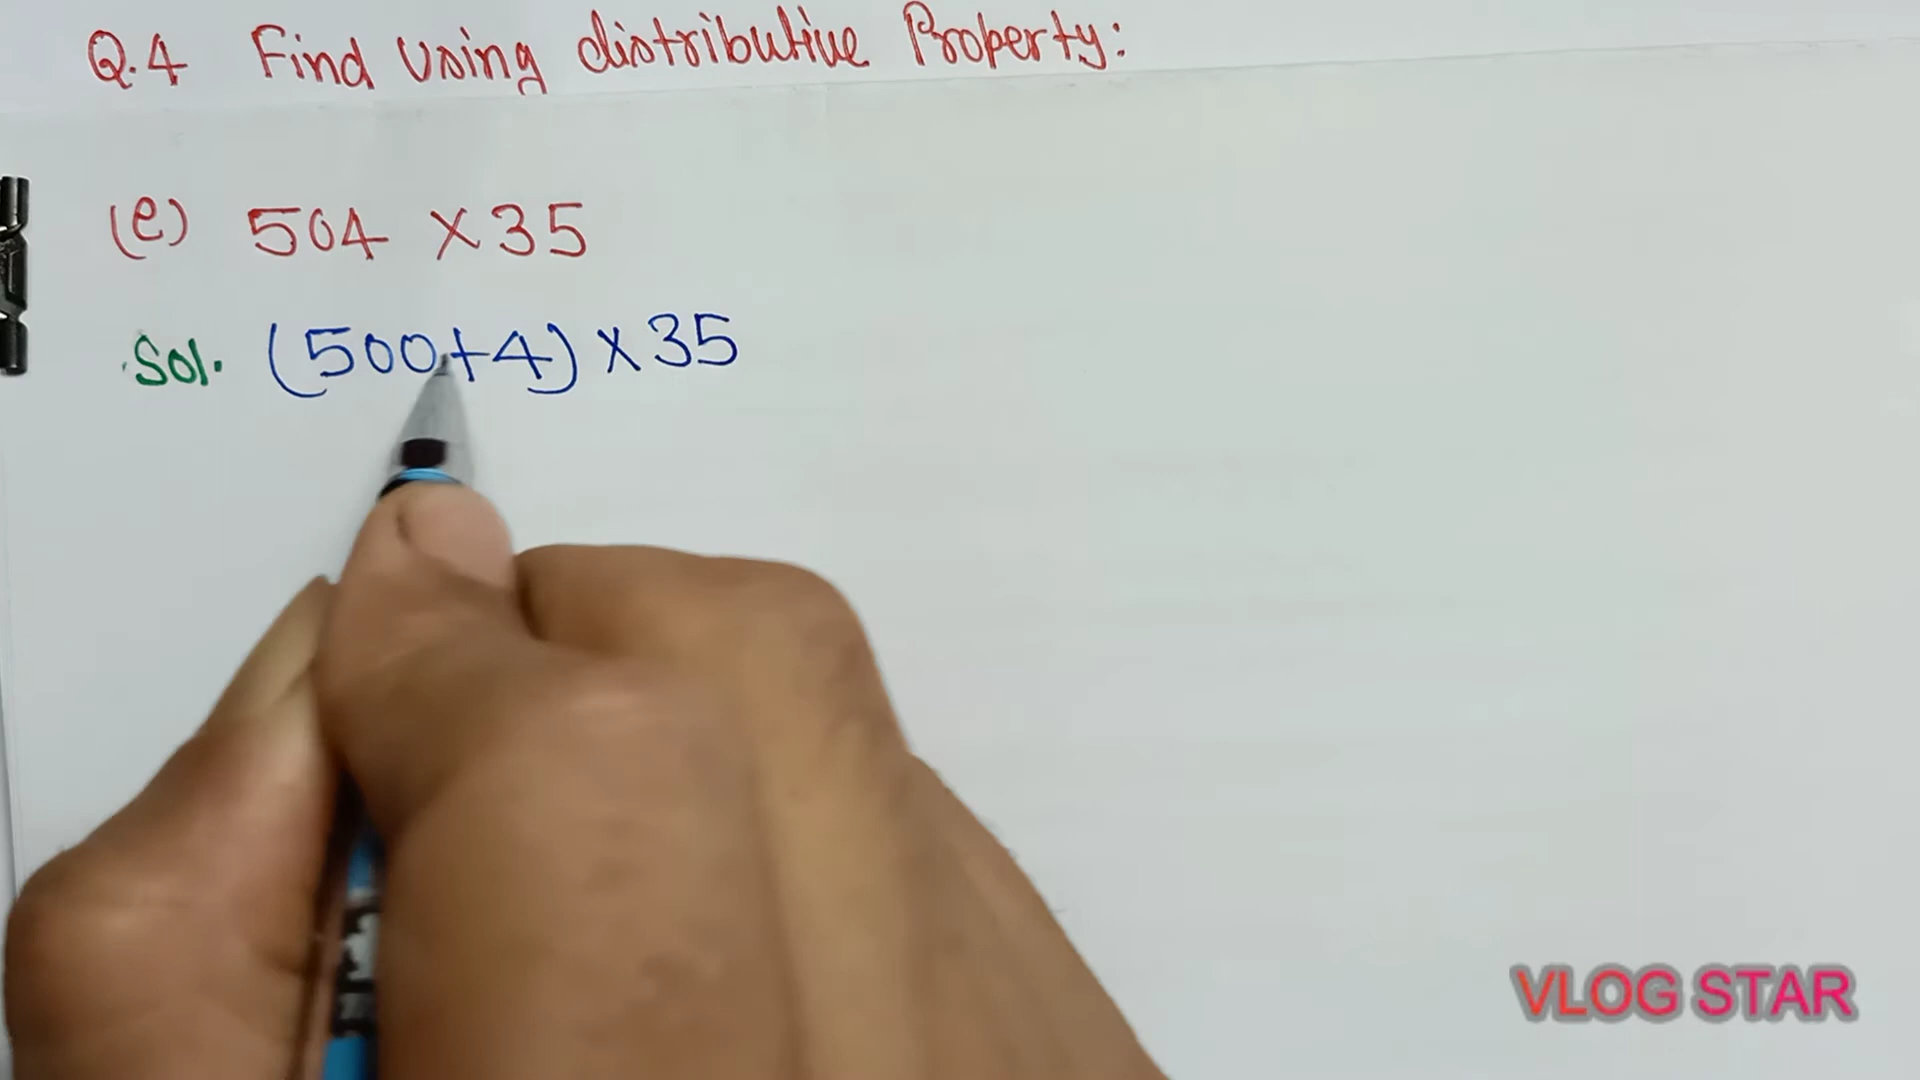 Q.4 Find Using distributive Property:
(e) 504 × 35
Sol. (500+4) × 35
VLOG STAR